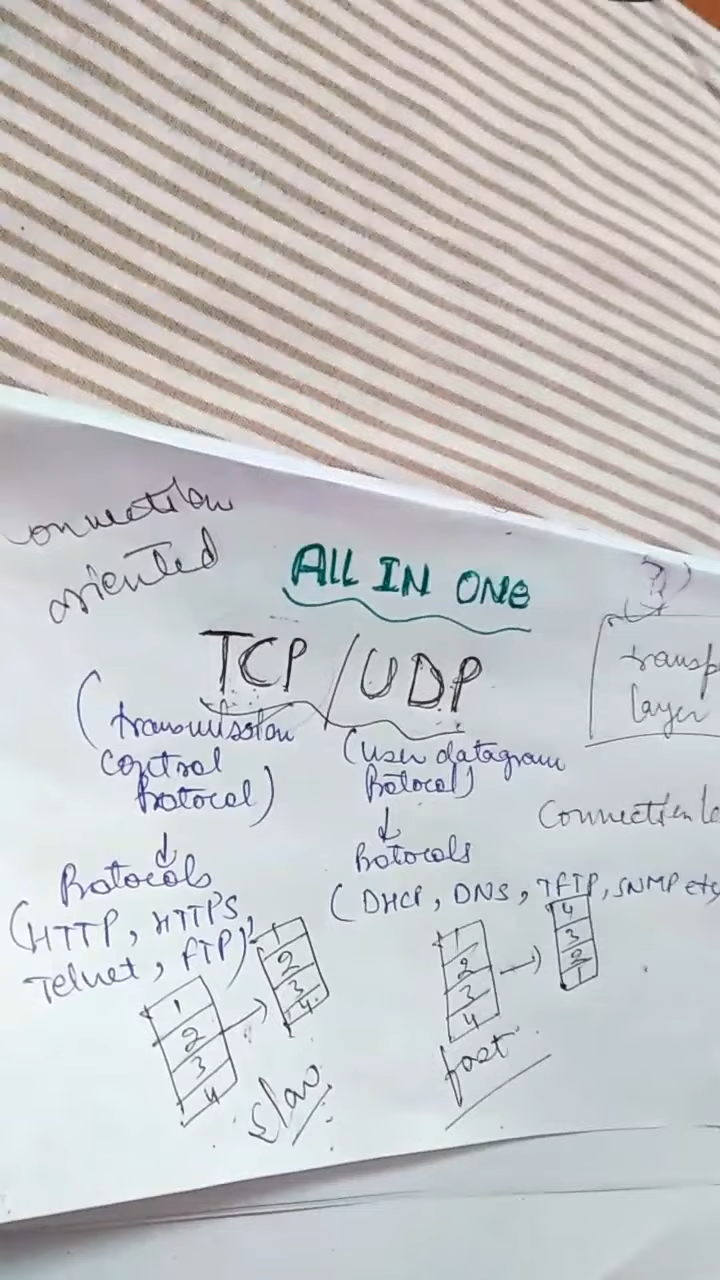 connection
oriented
ALL IN ONE
TCP / UDP
transp
layer
(transmission
control
Protocol)
(user datagram
Protocol)
Connectionle
Protocols
(HTTP, HTTPS,
Telnet, FTP)
Protocols
(DHCP, DNS, TFTP, SNMP etc
1
2
3
4
1
2
3
4
slow
1
2
3
4
4
3
2
1
fast